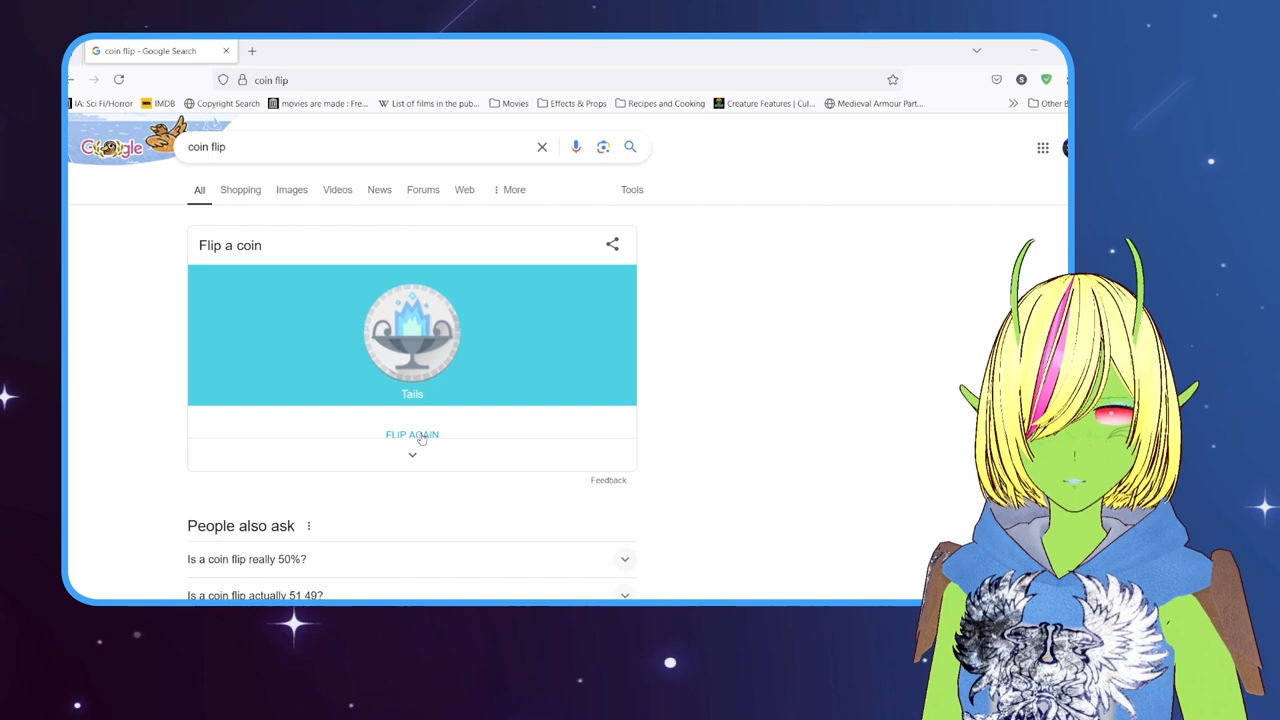 coin flip - Google Search
coin flip
IA: Sci Fi/Horror IMDB Copyright Search movies are made : Fre... List of films in the pub... Movies Effects & Props Recipes and Cooking Creature Features | Cul... Medieval Armour Part... Other B
Google coin flip
All Shopping Images Videos News Forums Web More Tools
Flip a coin
Tails
FLIP AGAIN
Feedback
People also ask
Is a coin flip really 50%?
Is a coin flip actually 51 49?